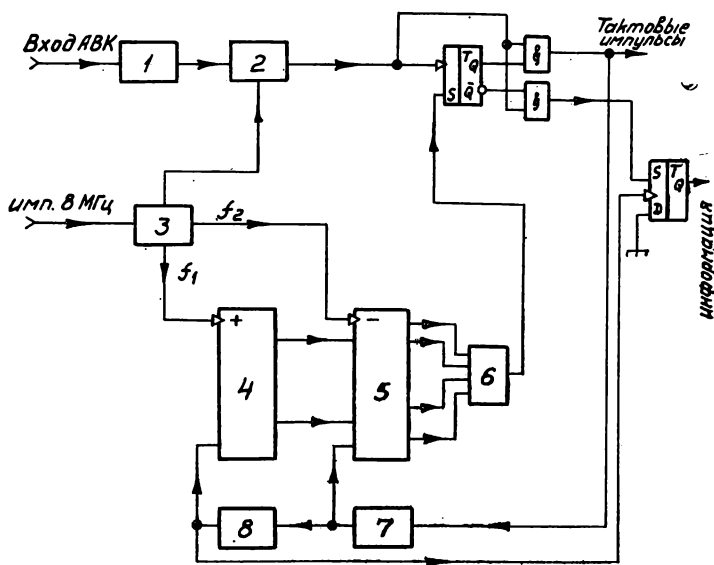 Вход АВК
1
2
S
T
Q
Q̅
&
&
Тактовые
импульсы
имп. 8 МГц
3
f2
f1
S
T
Q
D
информация
+
4
−
5
6
8
7